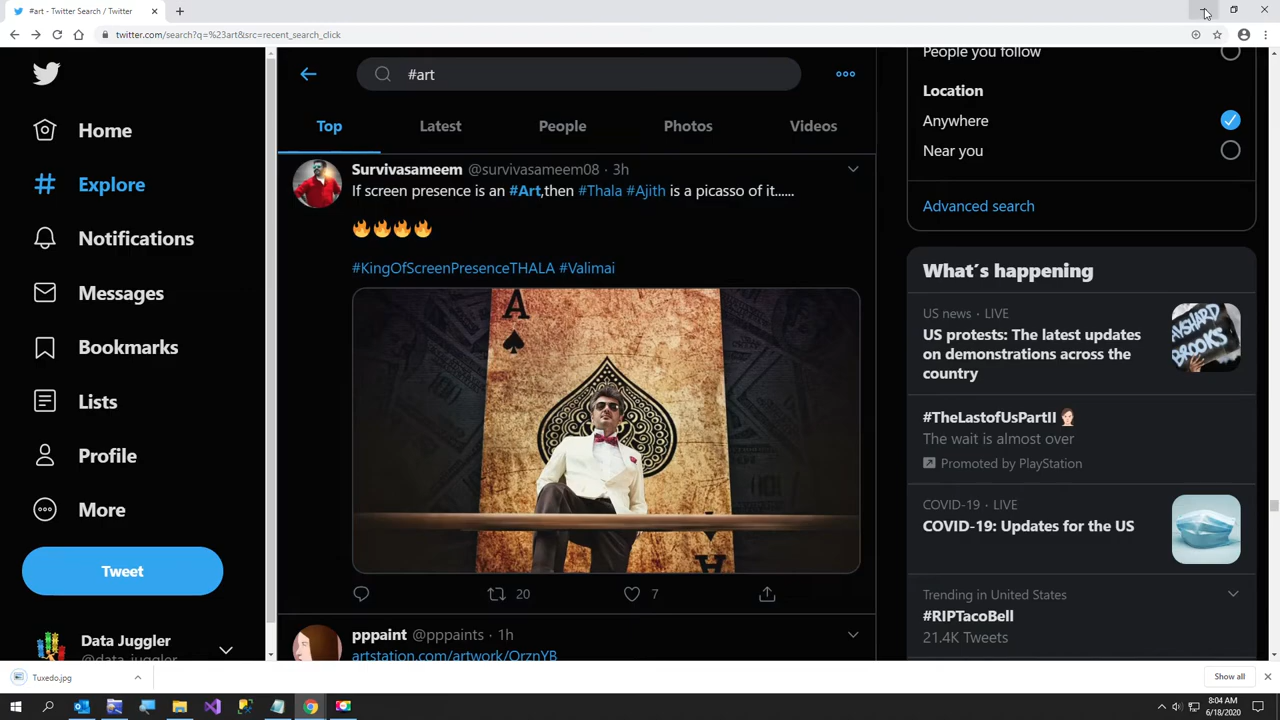 #art - Twitter Search / Twitter
twitter.com/search?q=%23art&src=recent_search_click
Home
Explore
Notifications
Messages
Bookmarks
Lists
Profile
More
Tweet
Data Juggler
@data_juggler
#art
Top
Latest
People
Photos
Videos
Survivasameem @survivasameem08 · 3h
If screen presence is an #Art,then #Thala #Ajith is a picasso of it......
#KingOfScreenPresenceTHALA #Valimai
A
A
20
7
pppaint @pppaints · 1h
artstation.com/artwork/OrznYB
People you follow
Location
Anywhere
Near you
Advanced search
What's happening
US news · LIVE
US protests: The latest updates
on demonstrations across the
country
BROOKS
#TheLastofUsPartII
The wait is almost over
Promoted by PlayStation
COVID-19 · LIVE
COVID-19: Updates for the US
Trending in United States
#RIPTacoBell
21.4K Tweets
Tuxedo.jpg
Show all
8:04 AM
6/18/2020